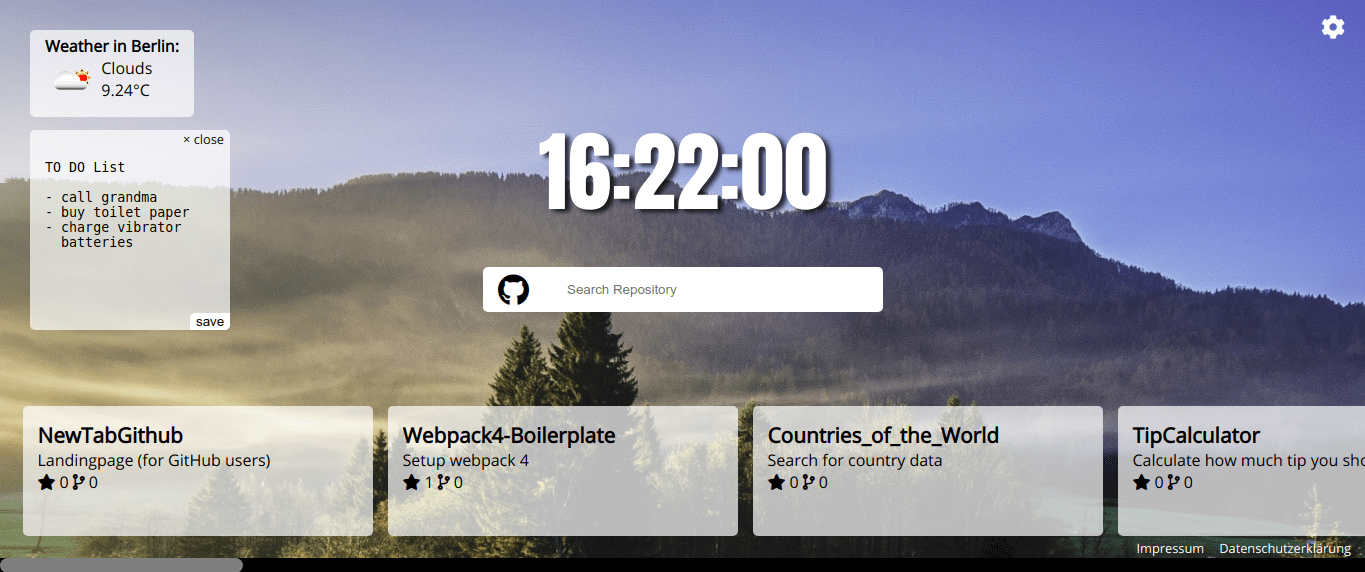 Weather in Berlin:
Clouds
9.24°C
× close
TO DO List
- call grandma
- buy toilet paper
- charge vibrator
batteries
save
16:22:00
Search Repository
NewTabGithub
Landingpage (for GitHub users)
0 0
Webpack4-Boilerplate
Setup webpack 4
1 0
Countries_of_the_World
Search for country data
0 0
TipCalculator
Calculate how much tip you sho
0 0
Impressum Datenschutzerklärung